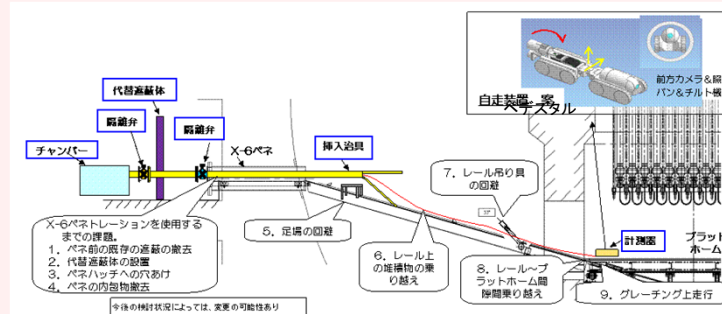 前方カメラ&照
パン&チルト機
自走装置 案
ペデスタル
代替遮蔽体
隔離弁
隔離弁
チャンバー
X-6ペネ
挿入治具
7. レール吊り具
の回避
5. 足場の回避
6. レール上
の堆積物の乗
り越え
計測器
プラット
ホーム
8. レール~プ
ラットホーム間
隙間乗り越え
9. グレーチング上走行
X-6ペネトレーションを使用する
までの課題。
1. ペネ前の既存の遮蔽の撤去
2. 代替遮蔽体の設置
3. ペネハッチへの穴あけ
4. ペネの内包物撤去
今後の検討状況によっては、変更の可能性あり